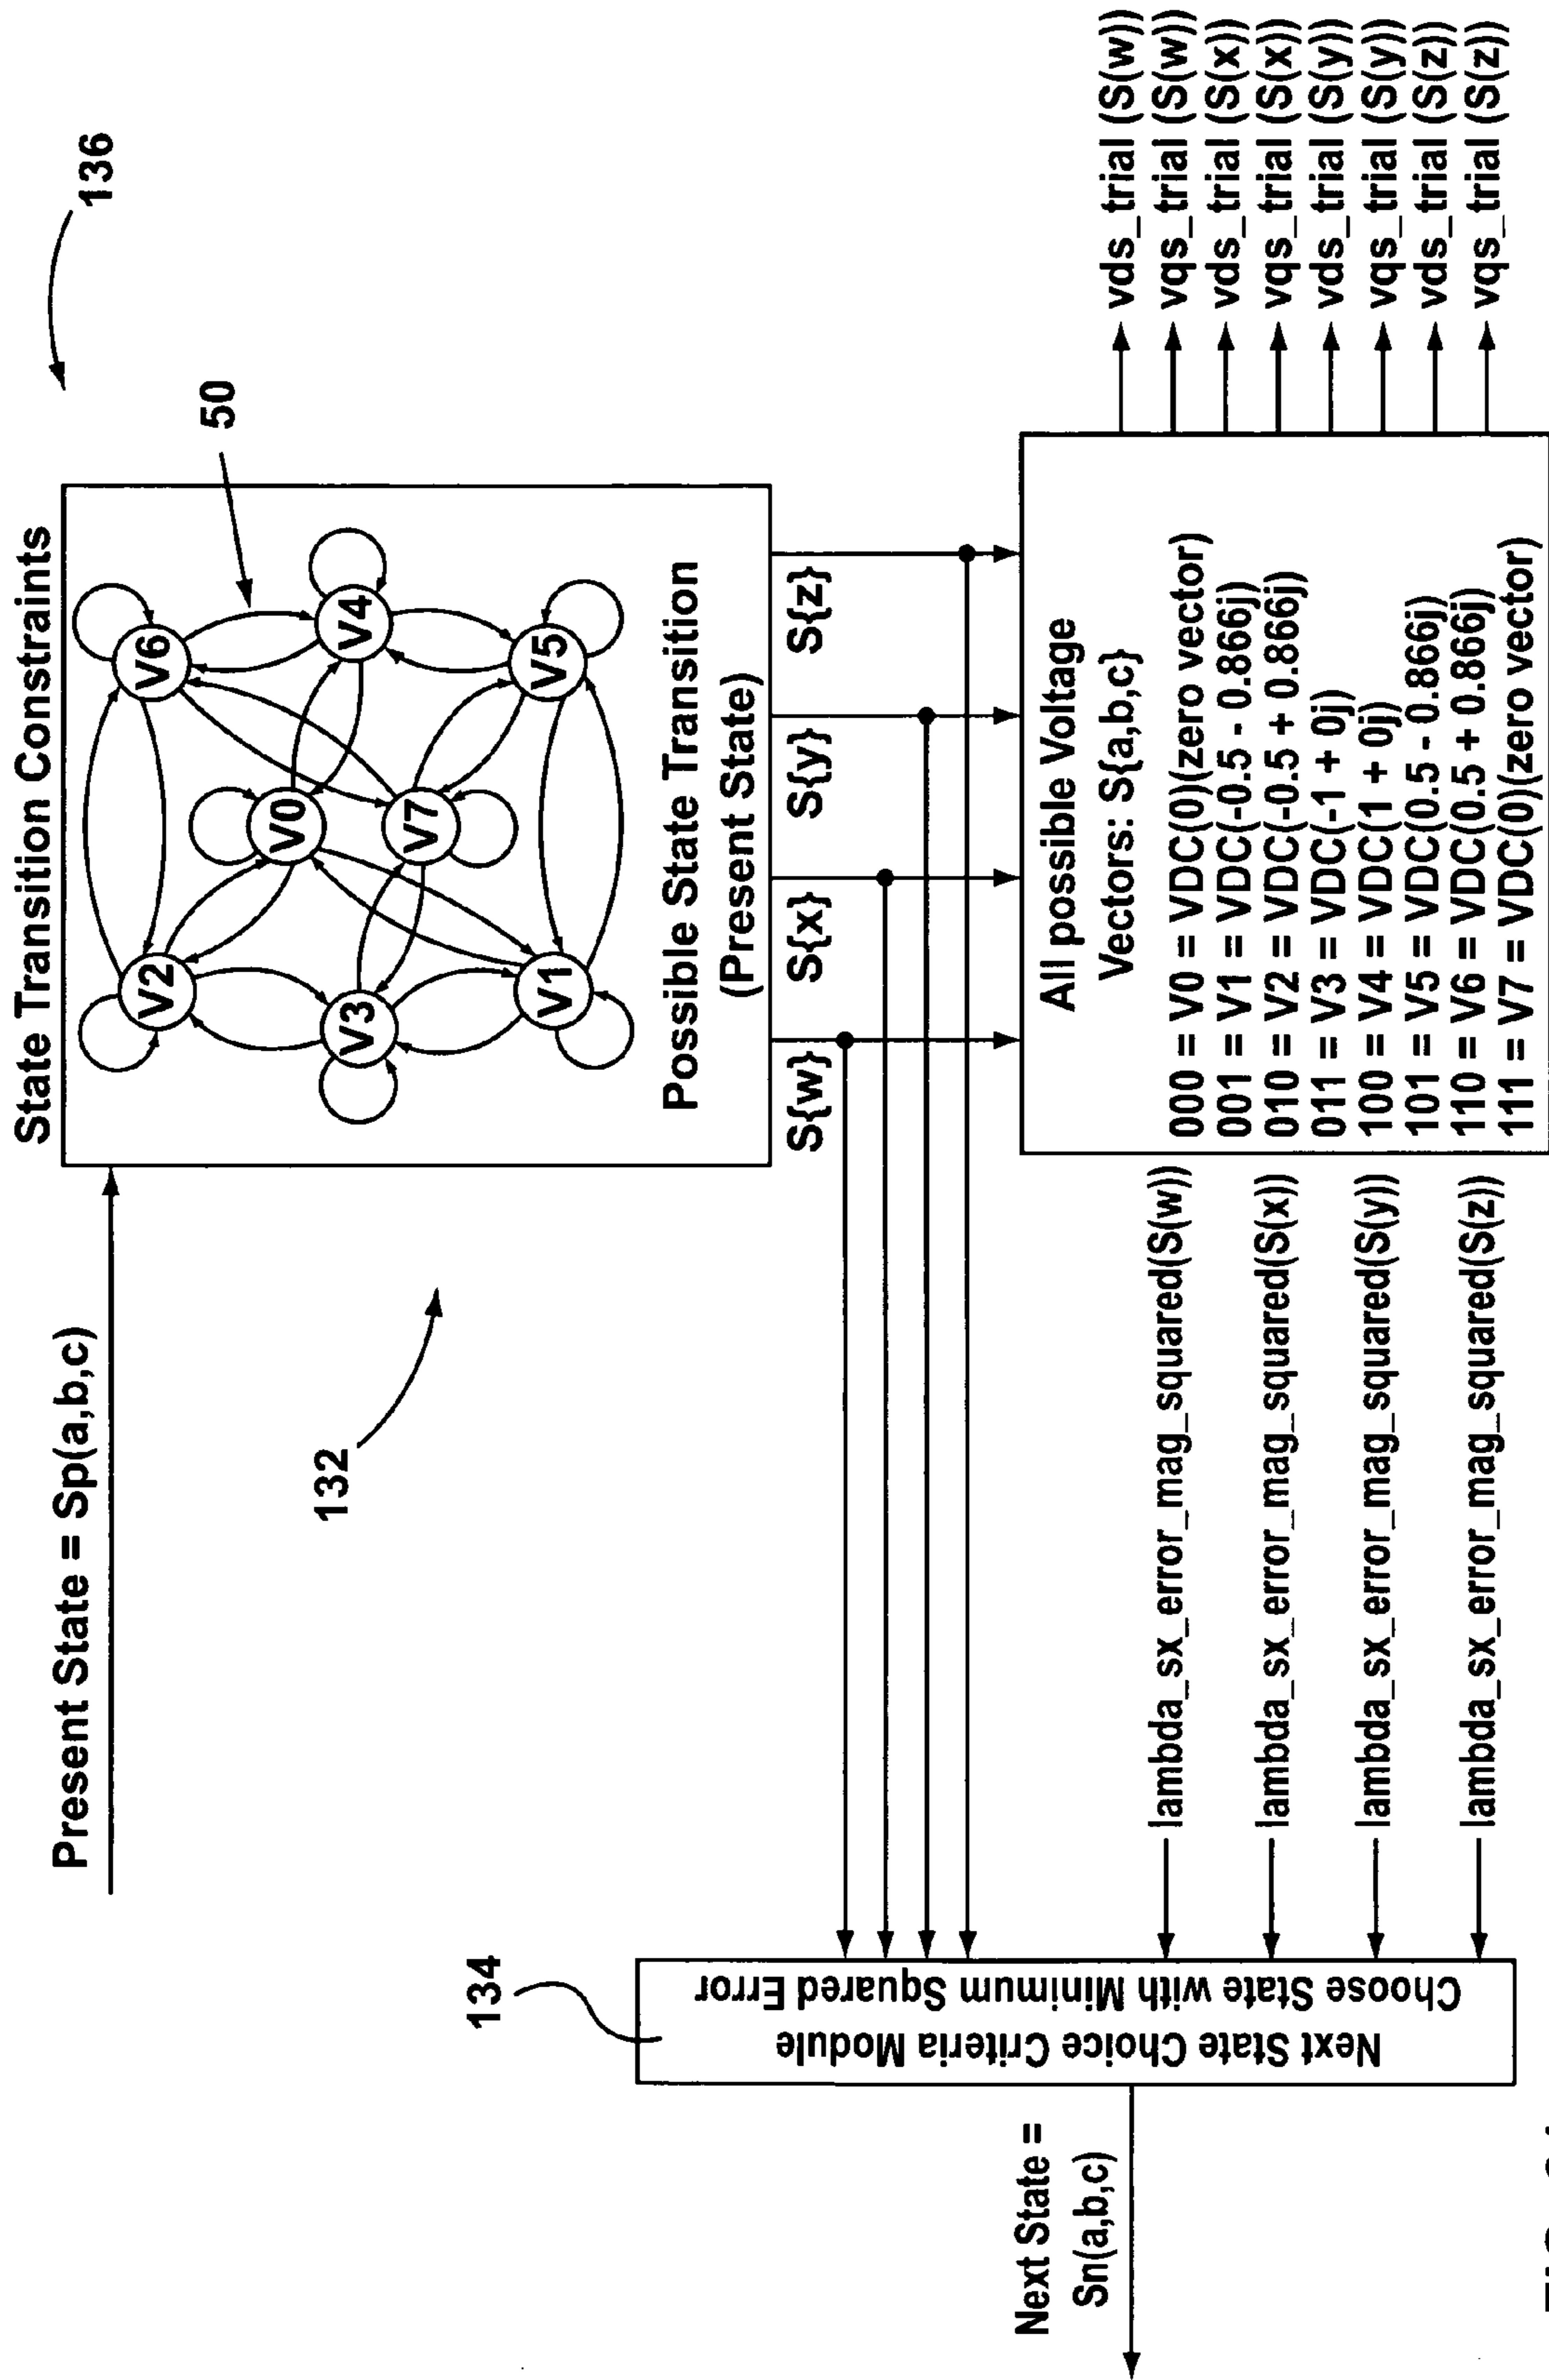 State Transition Constraints
136
50
Present State = Sp(a,b,c)
V6
V4
V5
V0
V7
V2
V3
V1
Possible State Transition
(Present State)
132
S{w}
S{x}
S{y}
S{z}
134
Next State Choice Criteria Module
Choose State with Minimum Squared Error
Next State =
Sn(a,b,c)
lambda_sx_error_mag_squared(S(w))
lambda_sx_error_mag_squared(S(x))
lambda_sx_error_mag_squared(S(y))
lambda_sx_error_mag_squared(S(z))
All possible Voltage
Vectors: S{a,b,c}
000 = V0 = VDC(0)(zero vector)
001 = V1 = VDC(-0.5 - 0.866j)
010 = V2 = VDC(-0.5 + 0.866j)
011 = V3 = VDC(-1 + 0j)
100 = V4 = VDC(1 + 0j)
101 = V5 = VDC(0.5 - 0.866j)
110 = V6 = VDC(0.5 + 0.866j)
111 = V7 = VDC(0)(zero vector)
vds_trial (S(w))
vqs_trial (S(w))
vds_trial (S(x))
vqs_trial (S(x))
vds_trial (S(y))
vqs_trial (S(y))
vds_trial (S(z))
vqs_trial (S(z))